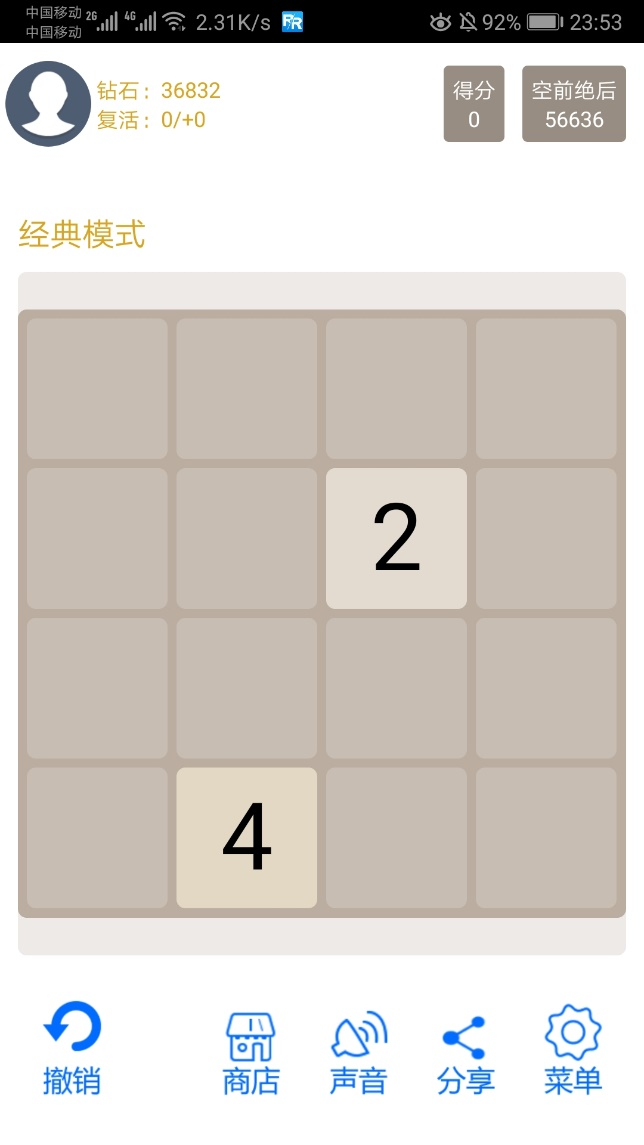 中国移动 2G 4G 2.31K/s 92% 23:53
中国移动
钻石： 36832
复活： 0/+0
得分
0
空前绝后
56636
经典模式
2
4
撤销 商店 声音 分享 菜单